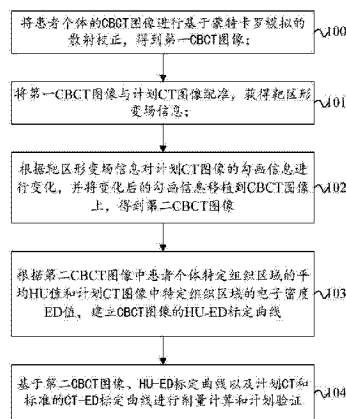 将患者个体的CBCT图像进行基于蒙特卡罗模拟的
散射校正，得到第一CBCT图像；
100
将第一CBCT图像与计划CT图像配准，获得靶区形
变场信息；
101
根据靶区形变场信息对计划CT图像的勾画信息进
行变化，并将变化后的勾画信息移植到CBCT图像
上，得到第二CBCT图像
102
根据第二CBCT图像中患者个体特定组织区域的平
均HU值和计划CT图像中特定组织区域的电子密度
ED值，建立CBCT图像的HU-ED标定曲线
103
基于第二CBCT图像、HU-ED标定曲线以及计划CT和
标准的CT-ED标定曲线进行剂量计算和计划验证
104